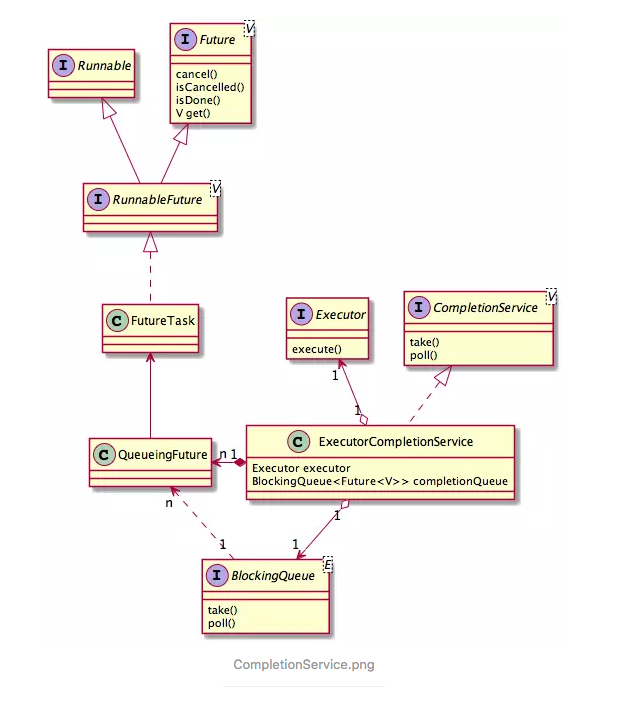 I Future V
cancel()
isCancelled()
isDone()
V get()
I Runnable
I RunnableFuture V
C FutureTask
I Executor
execute()
I CompletionService V
take()
poll()
1
1
C QueueingFuture
n 1
C ExecutorCompletionService
Executor executor
BlockingQueue<Future<V>> completionQueue
n
1
1
1
I BlockingQueue E
take()
poll()
CompletionService.png